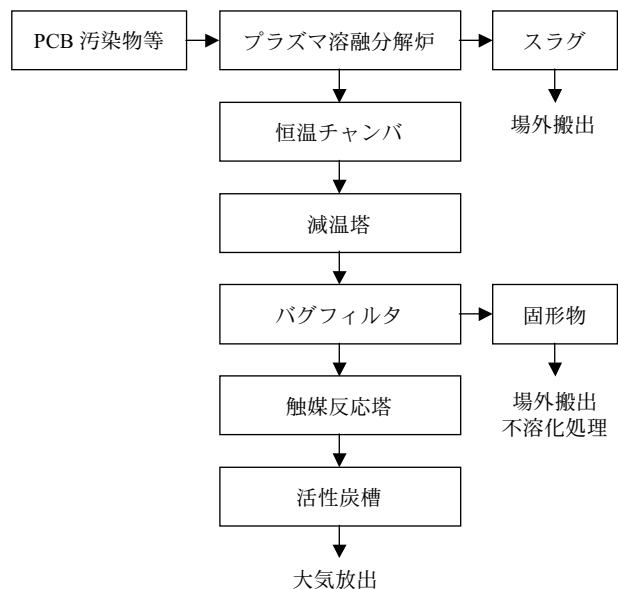 PCB 汚染物等
プラズマ溶融分解炉
スラグ
場外搬出
恒温チャンバ
減温塔
バグフィルタ
固形物
場外搬出
不溶化処理
触媒反応塔
活性炭槽
大気放出